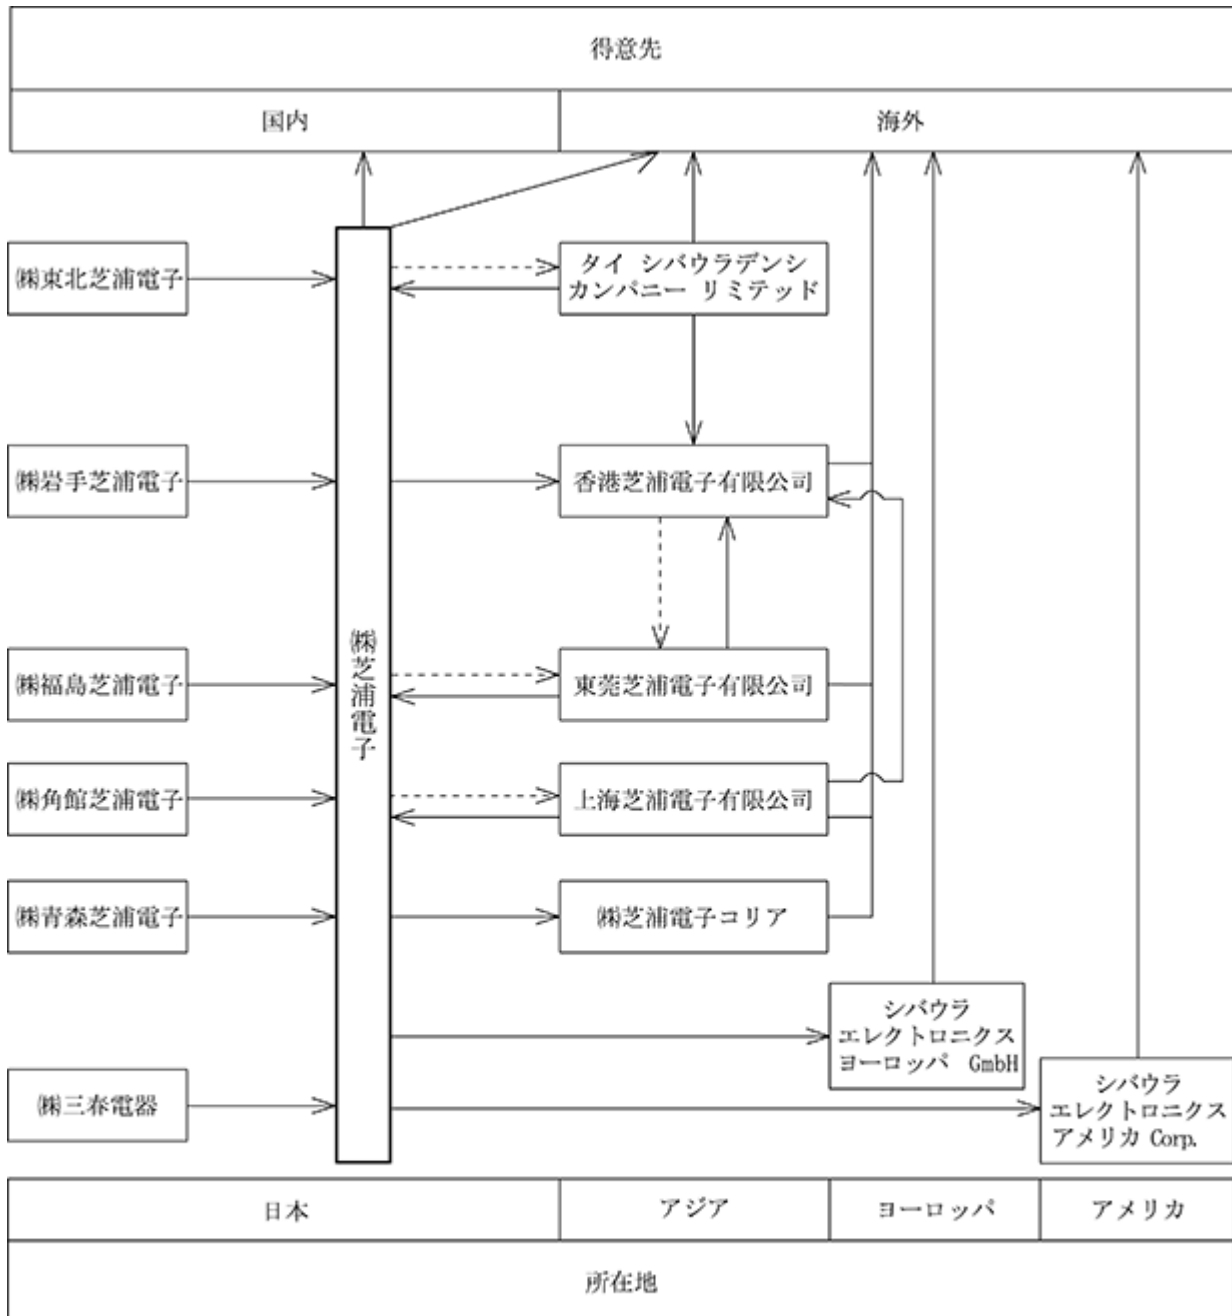 得意先
国内
海外
㈱東北芝浦電子
タイ シバウラデンシ
カンパニー リミテッド
㈱岩手芝浦電子
香港芝浦電子有限公司
㈱芝浦電子
㈱福島芝浦電子
東莞芝浦電子有限公司
㈱角館芝浦電子
上海芝浦電子有限公司
㈱青森芝浦電子
㈱芝浦電子コリア
シバウラ
エレクトロニクス
ヨーロッパ GmbH
㈱三春電器
シバウラ
エレクトロニクス
アメリカ Corp.
日本
アジア
ヨーロッパ
アメリカ
所在地